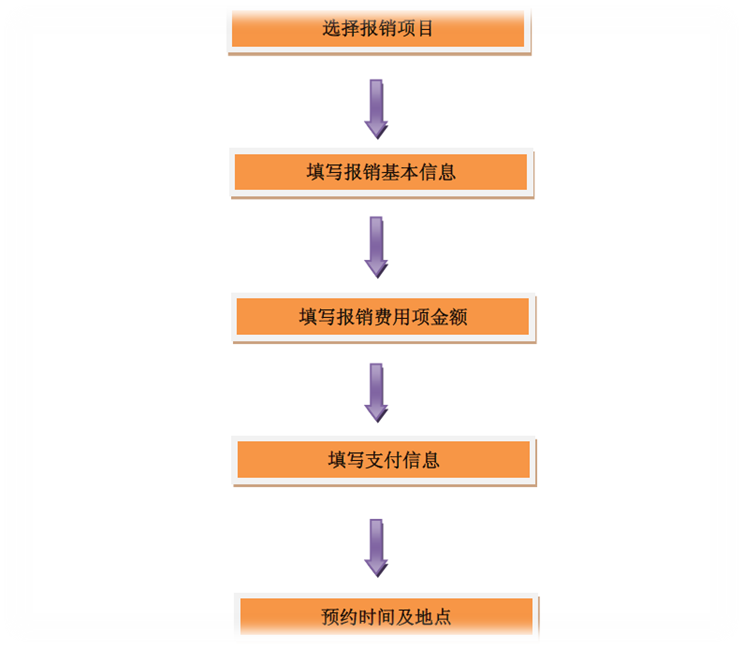 选择报销项目
填写报销基本信息
填写报销费用项金额
填写支付信息
预约时间及地点